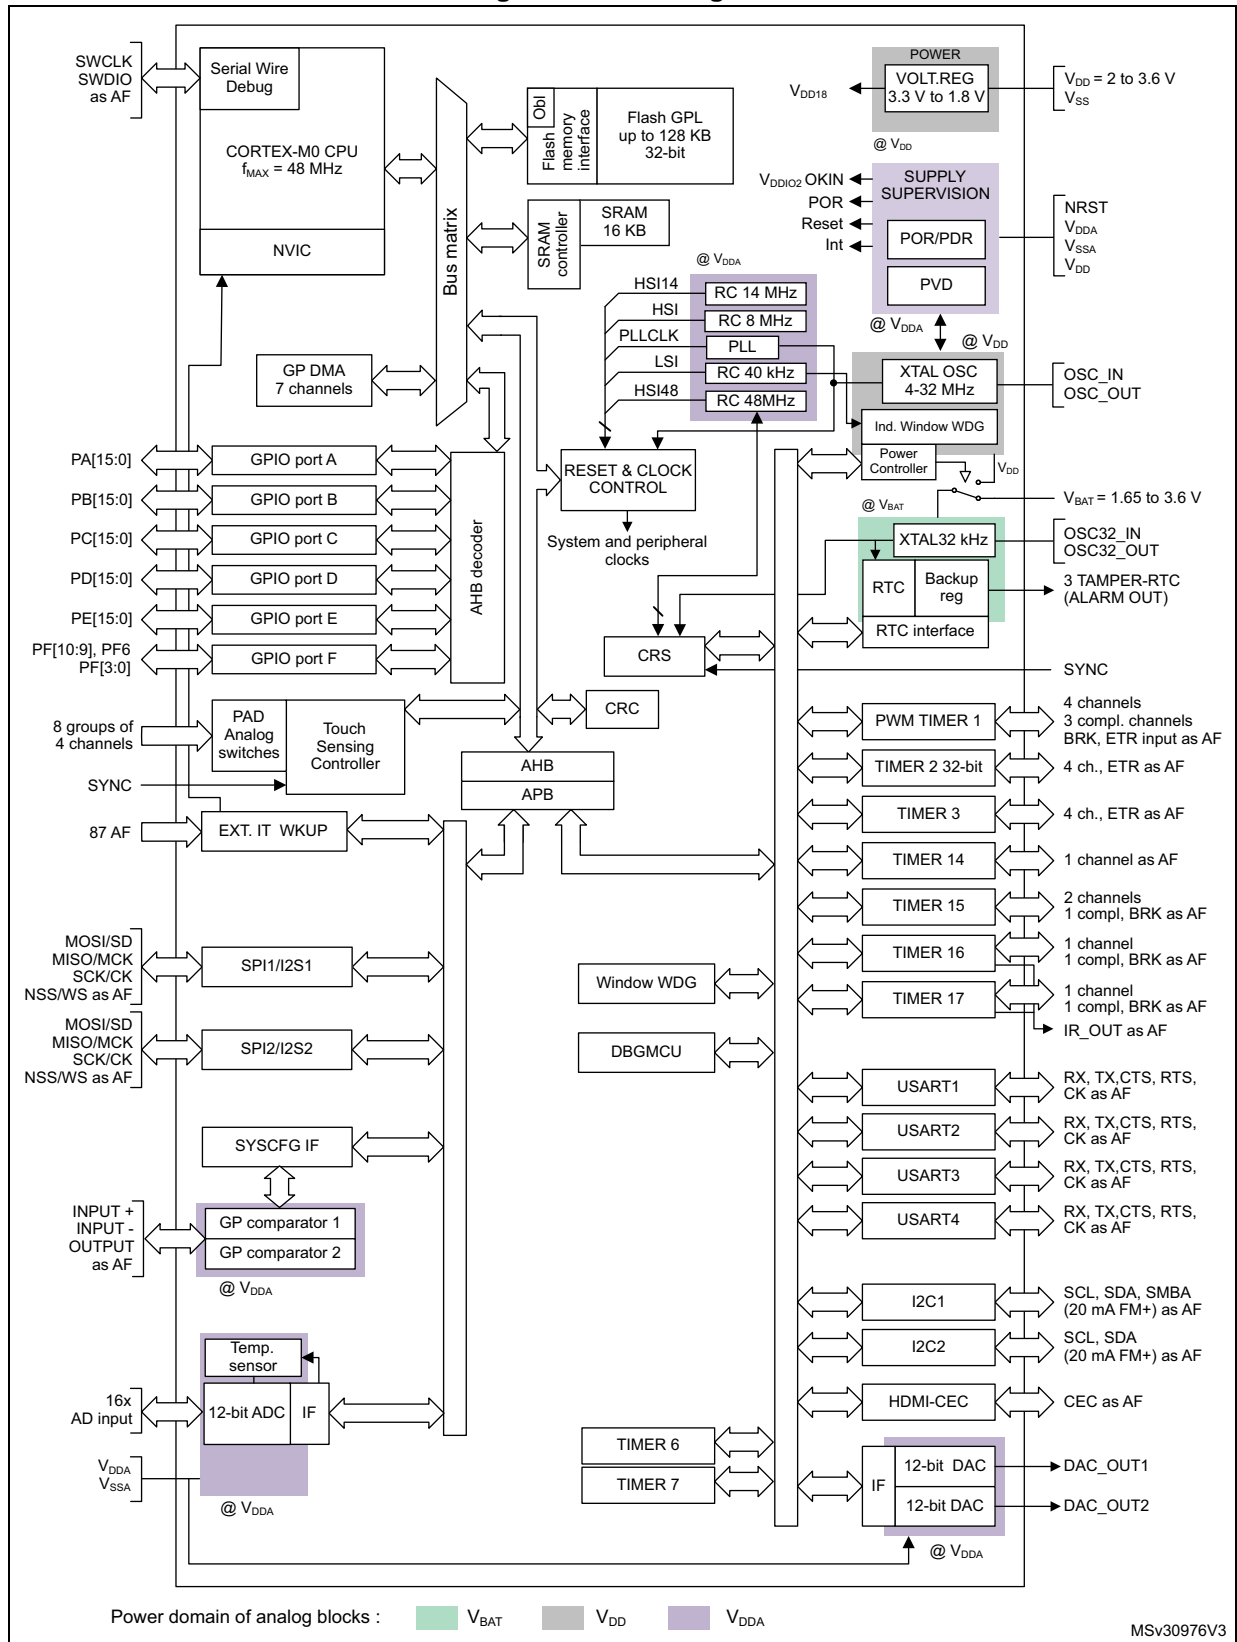 SWCLK
SWDIO
as AF
Serial Wire
Debug
CORTEX-M0 CPU
fMAX = 48 MHz
NVIC
Bus matrix
Obl
Flash
memory
interface
Flash GPL
up to 128 KB
32-bit
SRAM
controller
SRAM
16 KB
POWER
VOLT.REG
3.3 V to 1.8 V
VDD18
VDD = 2 to 3.6 V
VSS
@ VDD
SUPPLY
SUPERVISION
VDDIO2 OKIN
POR
Reset
Int
POR/PDR
PVD
NRST
VDDA
VSSA
VDD
@ VDDA
@ VDDA
HSI14
HSI
PLLCLK
LSI
HSI48
RC 14 MHz
RC 8 MHz
PLL
RC 40 kHz
RC 48MHz
@ VDD
XTAL OSC
4-32 MHz
OSC_IN
OSC_OUT
Ind. Window WDG
Power
Controller
VDD
VBAT = 1.65 to 3.6 V
@ VBAT
XTAL32 kHz
OSC32_IN
OSC32_OUT
RTC
Backup
reg
RTC interface
3 TAMPER-RTC
(ALARM OUT)
GP DMA
7 channels
RESET & CLOCK
CONTROL
System and peripheral
clocks
PA[15:0]
GPIO port A
PB[15:0]
GPIO port B
PC[15:0]
GPIO port C
PD[15:0]
GPIO port D
PE[15:0]
GPIO port E
PF[10:9], PF6
PF[3:0]
GPIO port F
AHB decoder
CRS
SYNC
8 groups of
4 channels
PAD
Analog
switches
Touch
Sensing
Controller
SYNC
CRC
AHB
APB
87 AF
EXT. IT  WKUP
PWM TIMER 1
4 channels
3 compl. channels
BRK, ETR input as AF
TIMER 2 32-bit
4 ch., ETR as AF
TIMER 3
4 ch., ETR as AF
TIMER 14
1 channel as AF
TIMER 15
2 channels
1 compl, BRK as AF
TIMER 16
1 channel
1 compl, BRK as AF
TIMER 17
1 channel
1 compl, BRK as AF
IR_OUT as AF
MOSI/SD
MISO/MCK
SCK/CK
NSS/WS as AF
SPI1/I2S1
MOSI/SD
MISO/MCK
SCK/CK
NSS/WS as AF
SPI2/I2S2
Window WDG
DBGMCU
USART1
RX, TX,CTS, RTS,
CK as AF
USART2
RX, TX,CTS, RTS,
CK as AF
USART3
RX, TX,CTS, RTS,
CK as AF
USART4
RX, TX,CTS, RTS,
CK as AF
SYSCFG IF
INPUT +
INPUT -
OUTPUT
as AF
GP comparator 1
GP comparator 2
@ VDDA
I2C1
SCL, SDA, SMBA
(20 mA FM+) as AF
I2C2
SCL, SDA
(20 mA FM+) as AF
HDMI-CEC
CEC as AF
Temp.
sensor
16x
AD input
12-bit ADC
IF
VDDA
VSSA
@ VDDA
TIMER 6
TIMER 7
IF
12-bit  DAC
12-bit DAC
DAC_OUT1
DAC_OUT2
@ VDDA
Power domain of analog blocks :
VBAT
VDD
VDDA
MSv30976V3